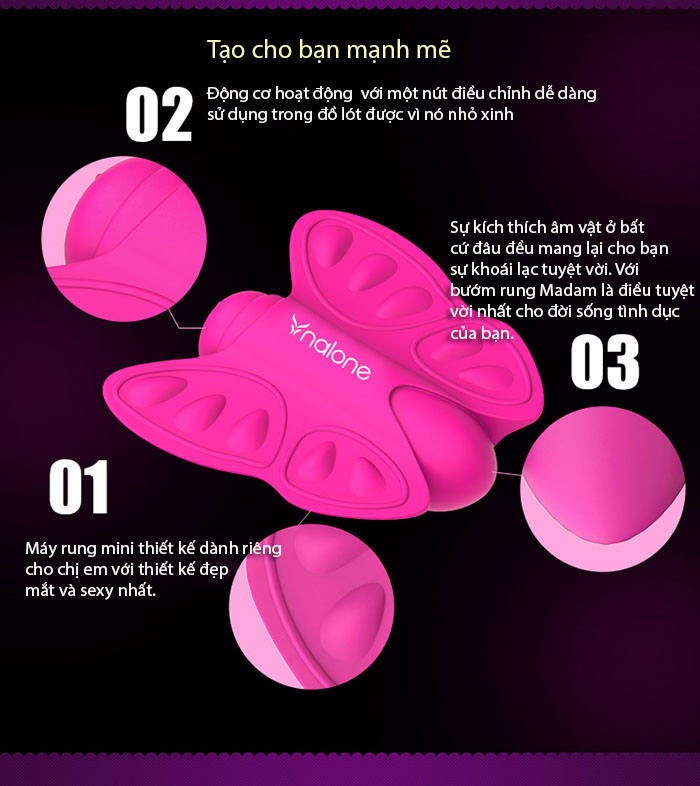 Tạo cho bạn mạnh mẽ
02
Động cơ hoạt động với một nút điều chỉnh dễ dàng
sử dụng trong đồ lót được vì nó nhỏ xinh
Sự kích thích âm vật ở bất
cứ đâu đều mang lại cho bạn
sự khoái lạc tuyệt vời. Với
bướm rung Madam là điều tuyệt
vời nhất cho đời sống tình dục
của bạn.
03
nalone
01
Máy rung mini thiết kế dành riêng
cho chị em với thiết kế đẹp
mắt và sexy nhất.